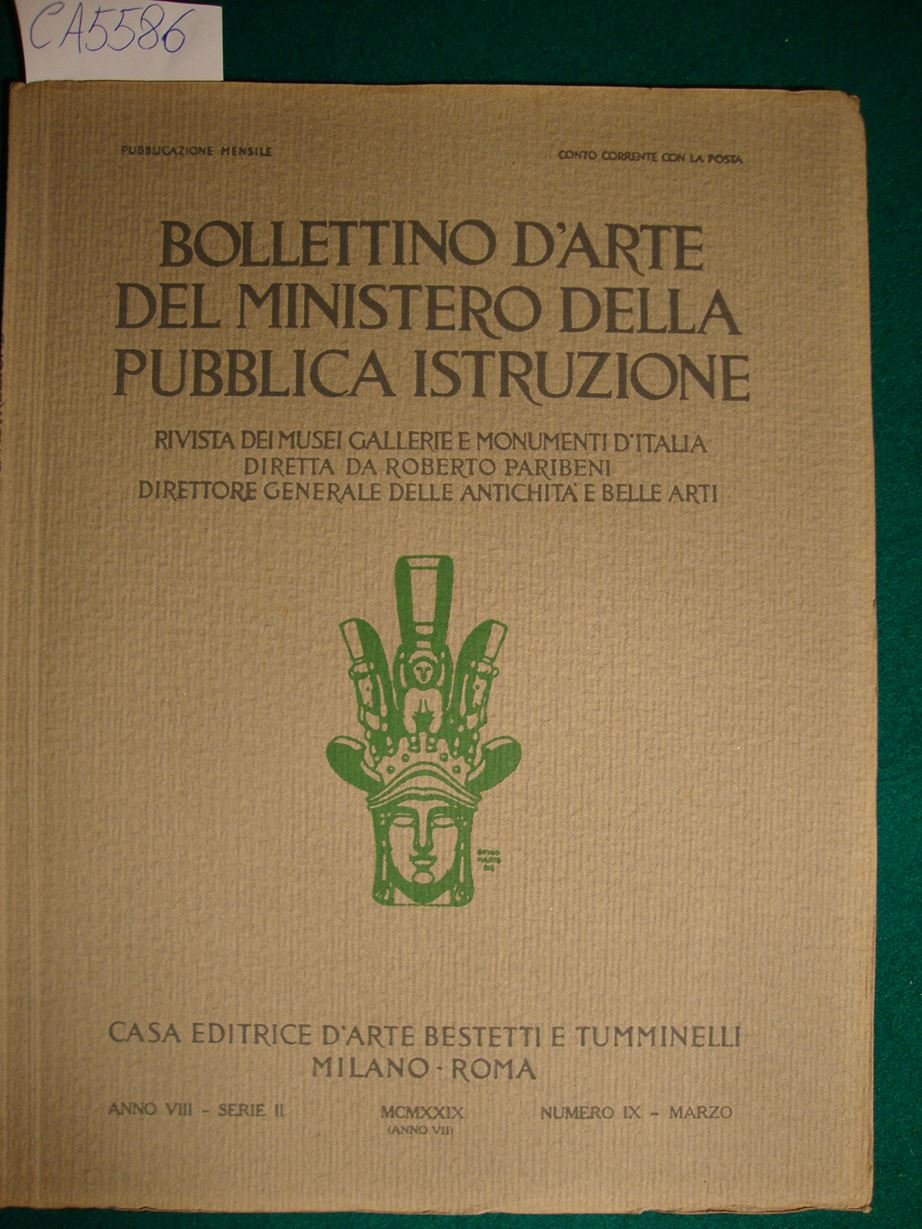 CA5586
PUBBLICAZIONE MENSILE
CONTO CORRENTE CON LA POSTA
BOLLETTINO D'ARTE
DEL MINISTERO DELLA
PUBBLICA ISTRUZIONE
RIVISTA DEI MUSEI GALLERIE E MONUMENTI D'ITALIA
DIRETTA DA ROBERTO PARIBENI
DIRETTORE GENERALE DELLE ANTICHITA' E BELLE ARTI
CASA EDITRICE D'ARTE BESTETTI E TUMMINELLI
MILANO - ROMA
ANNO VIII - SERIE II
MCMXXIX
(ANNO VII)
NUMERO IX - MARZO